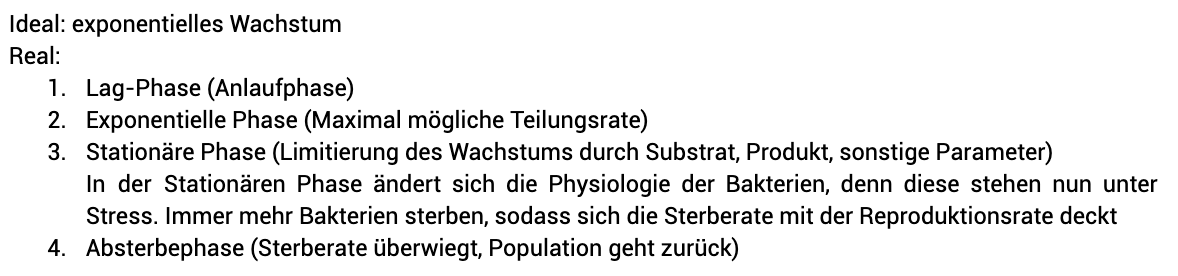 Ideal: exponentielles Wachstum
Real:
1. Lag-Phase (Anlaufphase)
2. Exponentielle Phase (Maximal mögliche Teilungsrate)
3. Stationäre Phase (Limitierung des Wachstums durch Substrat, Produkt, sonstige Parameter)
In der Stationären Phase ändert sich die Physiologie der Bakterien, denn diese stehen nun unter
Stress. Immer mehr Bakterien sterben, sodass sich die Sterberate mit der Reproduktionsrate deckt
4. Absterbephase (Sterberate überwiegt, Population geht zurück)